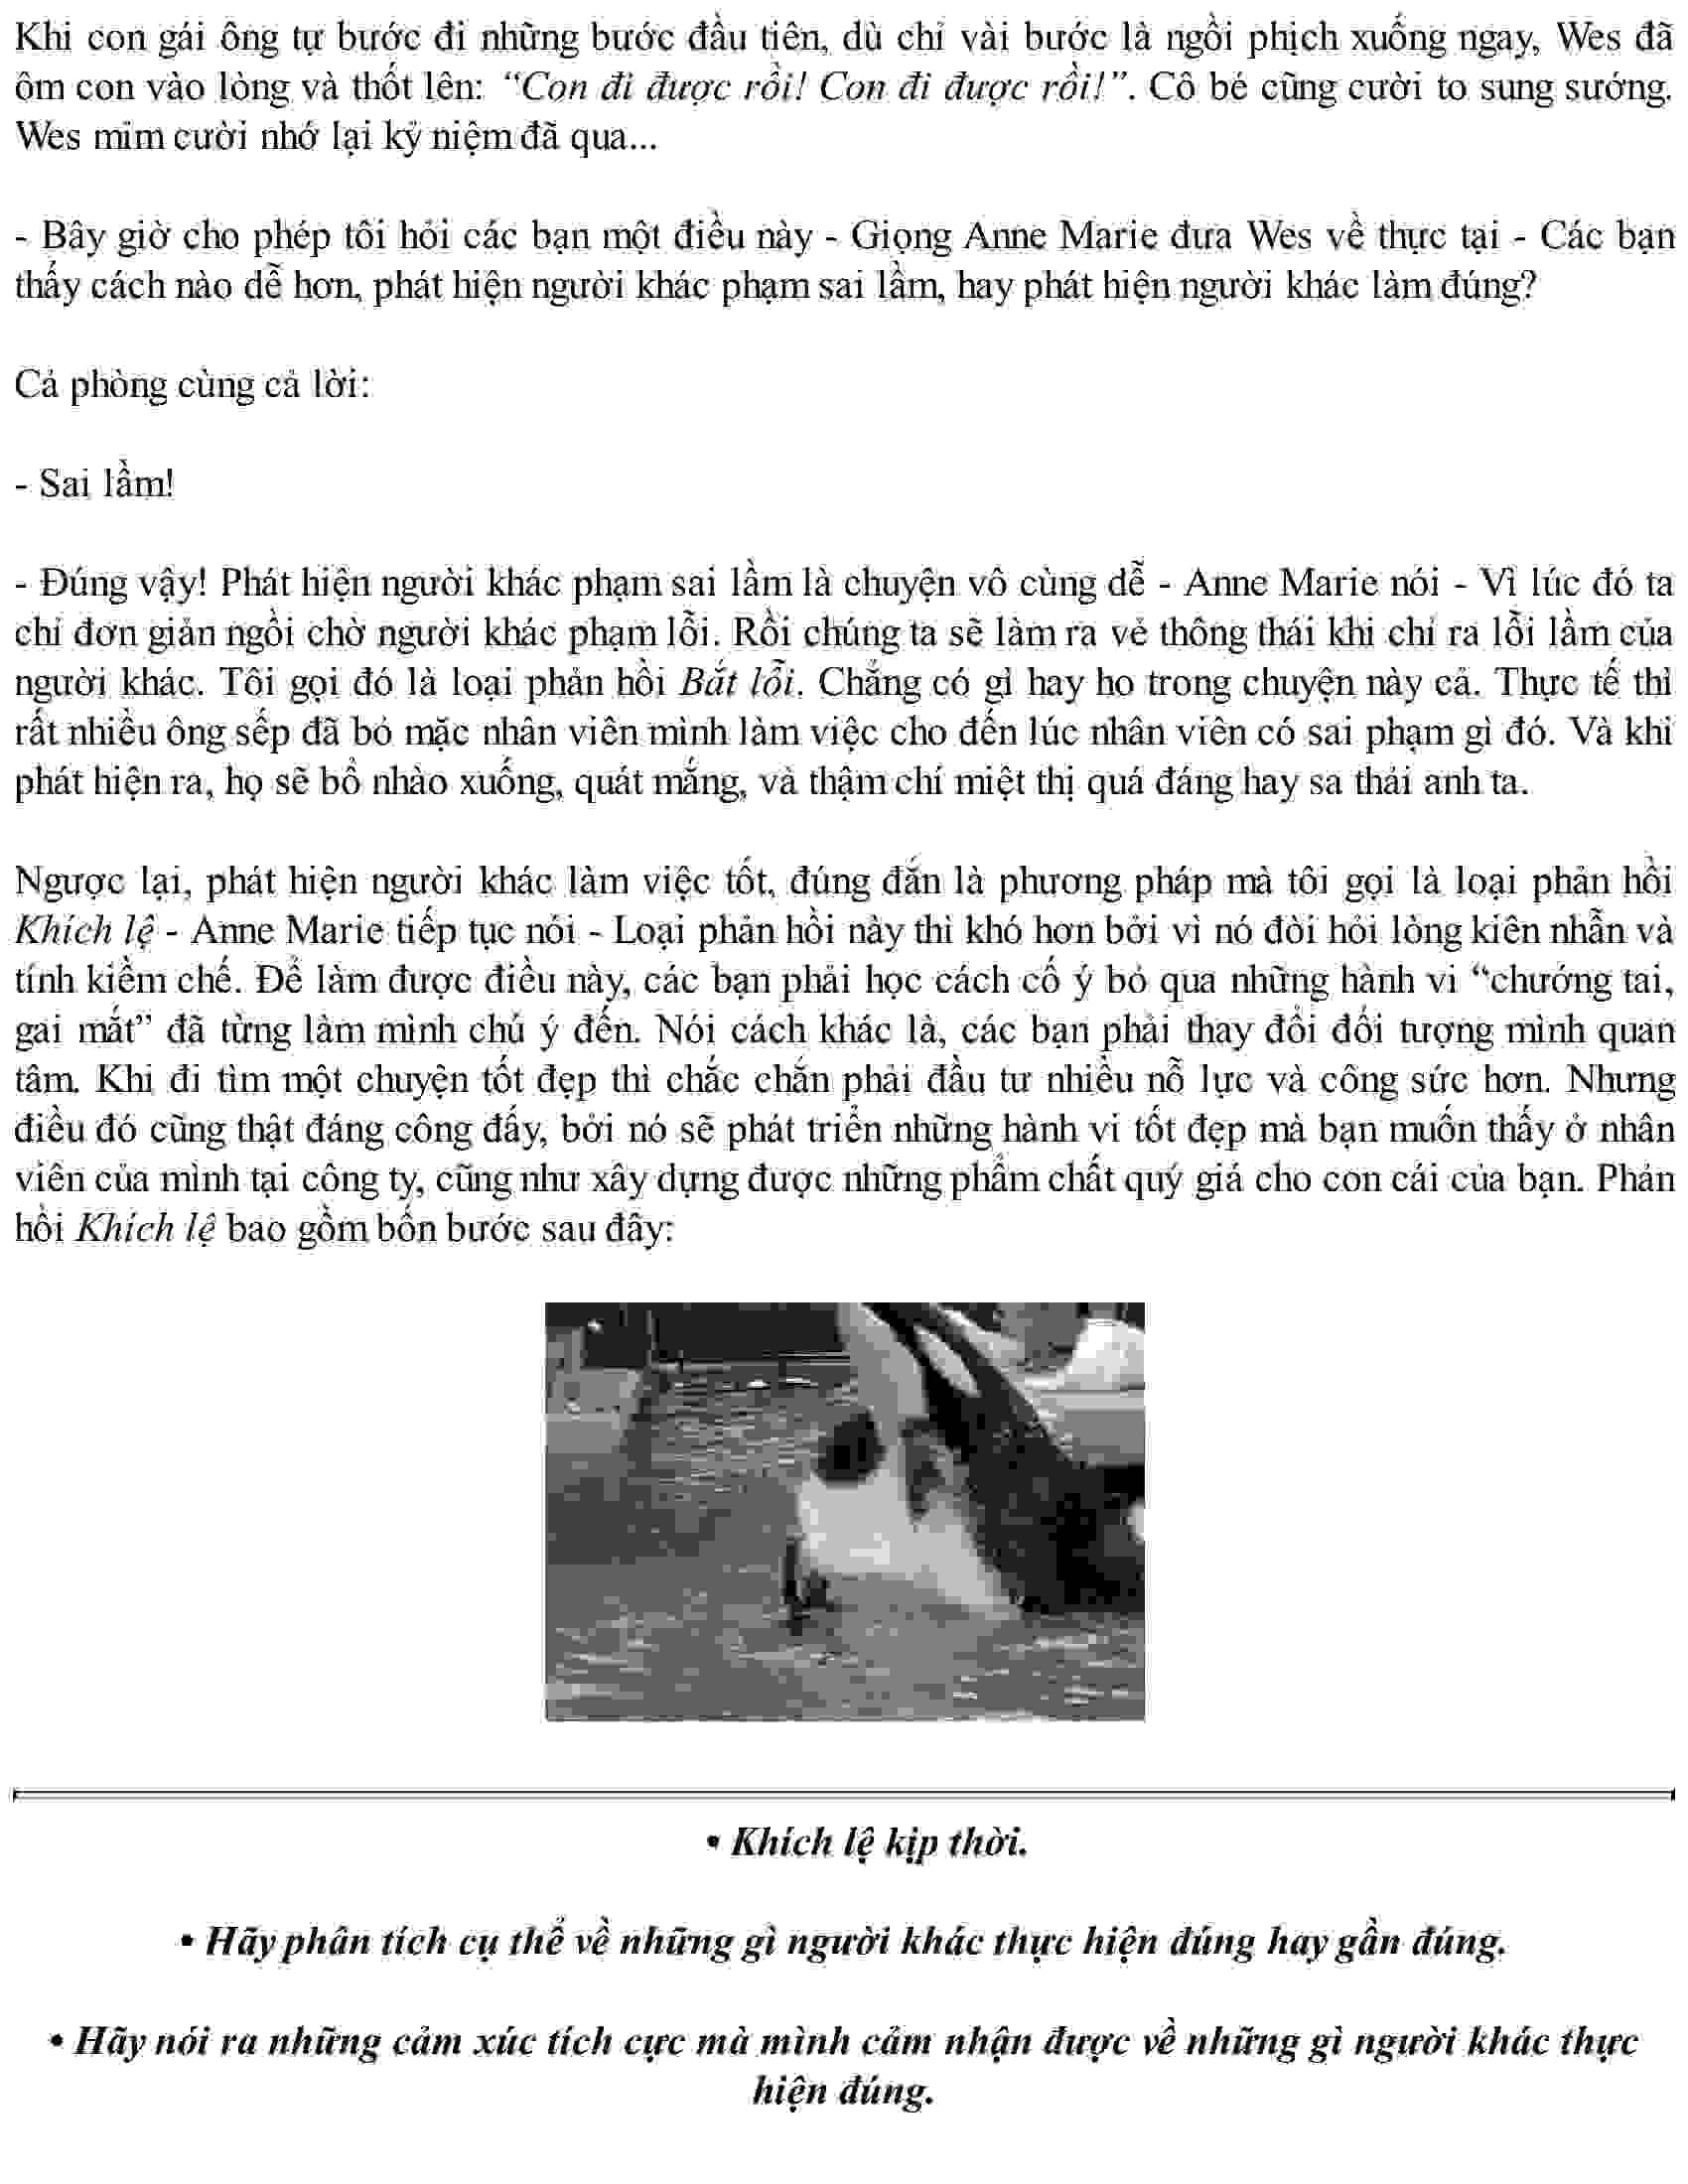 Khi con gái ông tự bước đi những bước đầu tiên, dù chỉ vài bước là ngồi phịch xuống ngay, Wes đã
ôm con vào lòng và thốt lên: “Con đi được rồi! Con đi được rồi!”. Cô bé cũng cười to sung sướng.
Wes mỉm cười nhớ lại kỷ niệm đã qua...
- Bây giờ cho phép tôi hỏi các bạn một điều này - Giọng Anne Marie đưa Wes về thực tại - Các bạn
thấy cách nào dễ hơn, phát hiện người khác phạm sai lầm, hay phát hiện người khác làm đúng?
Cả phòng cùng cả lời:
- Sai lầm!
- Đúng vậy! Phát hiện người khác phạm sai lầm là chuyện vô cùng dễ - Anne Marie nói - Vì lúc đó ta
chỉ đơn giản ngồi chờ người khác phạm lỗi. Rồi chúng ta sẽ làm ra vẻ thông thái khi chỉ ra lỗi lầm của
người khác. Tôi gọi đó là loại phản hồi Bắt lỗi. Chẳng có gì hay ho trong chuyện này cả. Thực tế thì
rất nhiều ông sếp đã bỏ mặc nhân viên mình làm việc cho đến lúc nhân viên có sai phạm gì đó. Và khi
phát hiện ra, họ sẽ bổ nhào xuống, quát mắng, và thậm chí miệt thị quá đáng hay sa thải anh ta.
Ngược lại, phát hiện người khác làm việc tốt, đúng đắn là phương pháp mà tôi gọi là loại phản hồi
Khích lệ - Anne Marie tiếp tục nói - Loại phản hồi này thì khó hơn bởi vì nó đòi hỏi lòng kiên nhẫn và
tính kiềm chế. Để làm được điều này, các bạn phải học cách cố ý bỏ qua những hành vi “chướng tai,
gai mắt” đã từng làm mình chú ý đến. Nói cách khác là, các bạn phải thay đổi đối tượng mình quan
tâm. Khi đi tìm một chuyện tốt đẹp thì chắc chắn phải đầu tư nhiều nỗ lực và công sức hơn. Nhưng
điều đó cũng thật đáng công đấy, bởi nó sẽ phát triển những hành vi tốt đẹp mà bạn muốn thấy ở nhân
viên của mình tại công ty, cũng như xây dựng được những phẩm chất quý giá cho con cái của bạn. Phản
hồi Khích lệ bao gồm bốn bước sau đây:
• Khích lệ kịp thời.
• Hãy phân tích cụ thể về những gì người khác thực hiện đúng hay gần đúng.
• Hãy nói ra những cảm xúc tích cực mà mình cảm nhận được về những gì người khác thực
hiện đúng.